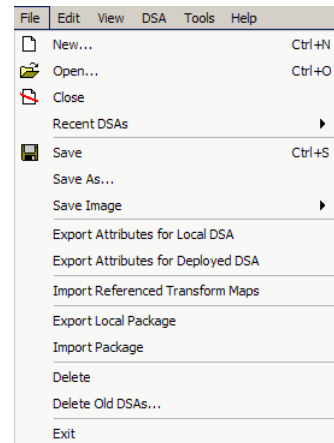 File Edit View DSA Tools Help
New... Ctrl+N
Open... Ctrl+O
Close
Recent DSAs
Save Ctrl+S
Save As...
Save Image
Export Attributes for Local DSA
Export Attributes for Deployed DSA
Import Referenced Transform Maps
Export Local Package
Import Package
Delete
Delete Old DSAs...
Exit